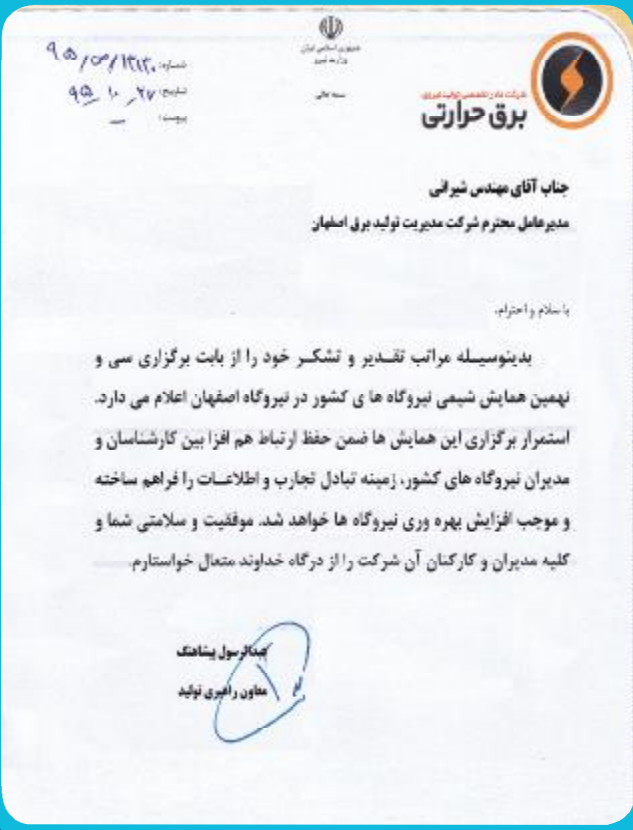 جمهوری اسلامی ایران
وزارت نیرو
بسمه تعالی
شماره: ۹۵/ص/۱۳۱۳۰
تاریخ: ۹۵_۱۰_۲۷
پیوست: _
شرکت مادر تخصصی تولید نیروی
برق حرارتی
جناب آقای مهندس شیرانی
مدیرعامل محترم شرکت مدیریت تولید برق اصفهان
با سلام و احترام،
بدینوسیله مراتب تقدیر و تشکر خود را از بابت برگزاری سی و
نهمین همایش شیمی نیروگاه ها ی کشور در نیروگاه اصفهان اعلام می دارد.
استمرار برگزاری این همایش ها ضمن حفظ ارتباط هم افزا بین کارشناسان و
مدیران نیروگاه های کشور، زمینه تبادل تجارب و اطلاعات را فراهم ساخته
و موجب افزایش بهره وری نیروگاه ها خواهد شد. موفقیت و سلامتی شما و
کلیه مدیران و کارکنان آن شرکت را از درگاه خداوند متعال خواستارم.
عبدالرسول پیشاهنگ
معاون راهبری تولید